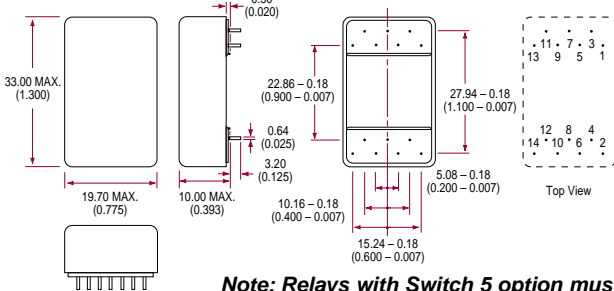 (0.020)
33.00 MAX.
(1.300)
22.86 – 0.18
(0.900 – 0.007)
27.94 – 0.18
(1.100 – 0.007)
11 7 3
13 9 5 1
0.64
(0.025)
3.20
(0.125)
12 8 4
14 10 6 2
19.70 MAX.
(0.775)
10.00 MAX.
(0.393)
5.08 – 0.18
(0.200 – 0.007)
Top View
10.16 – 0.18
(0.400 – 0.007)
15.24 – 0.18
(0.600 – 0.007)
Note: Relays with Switch 5 option mus